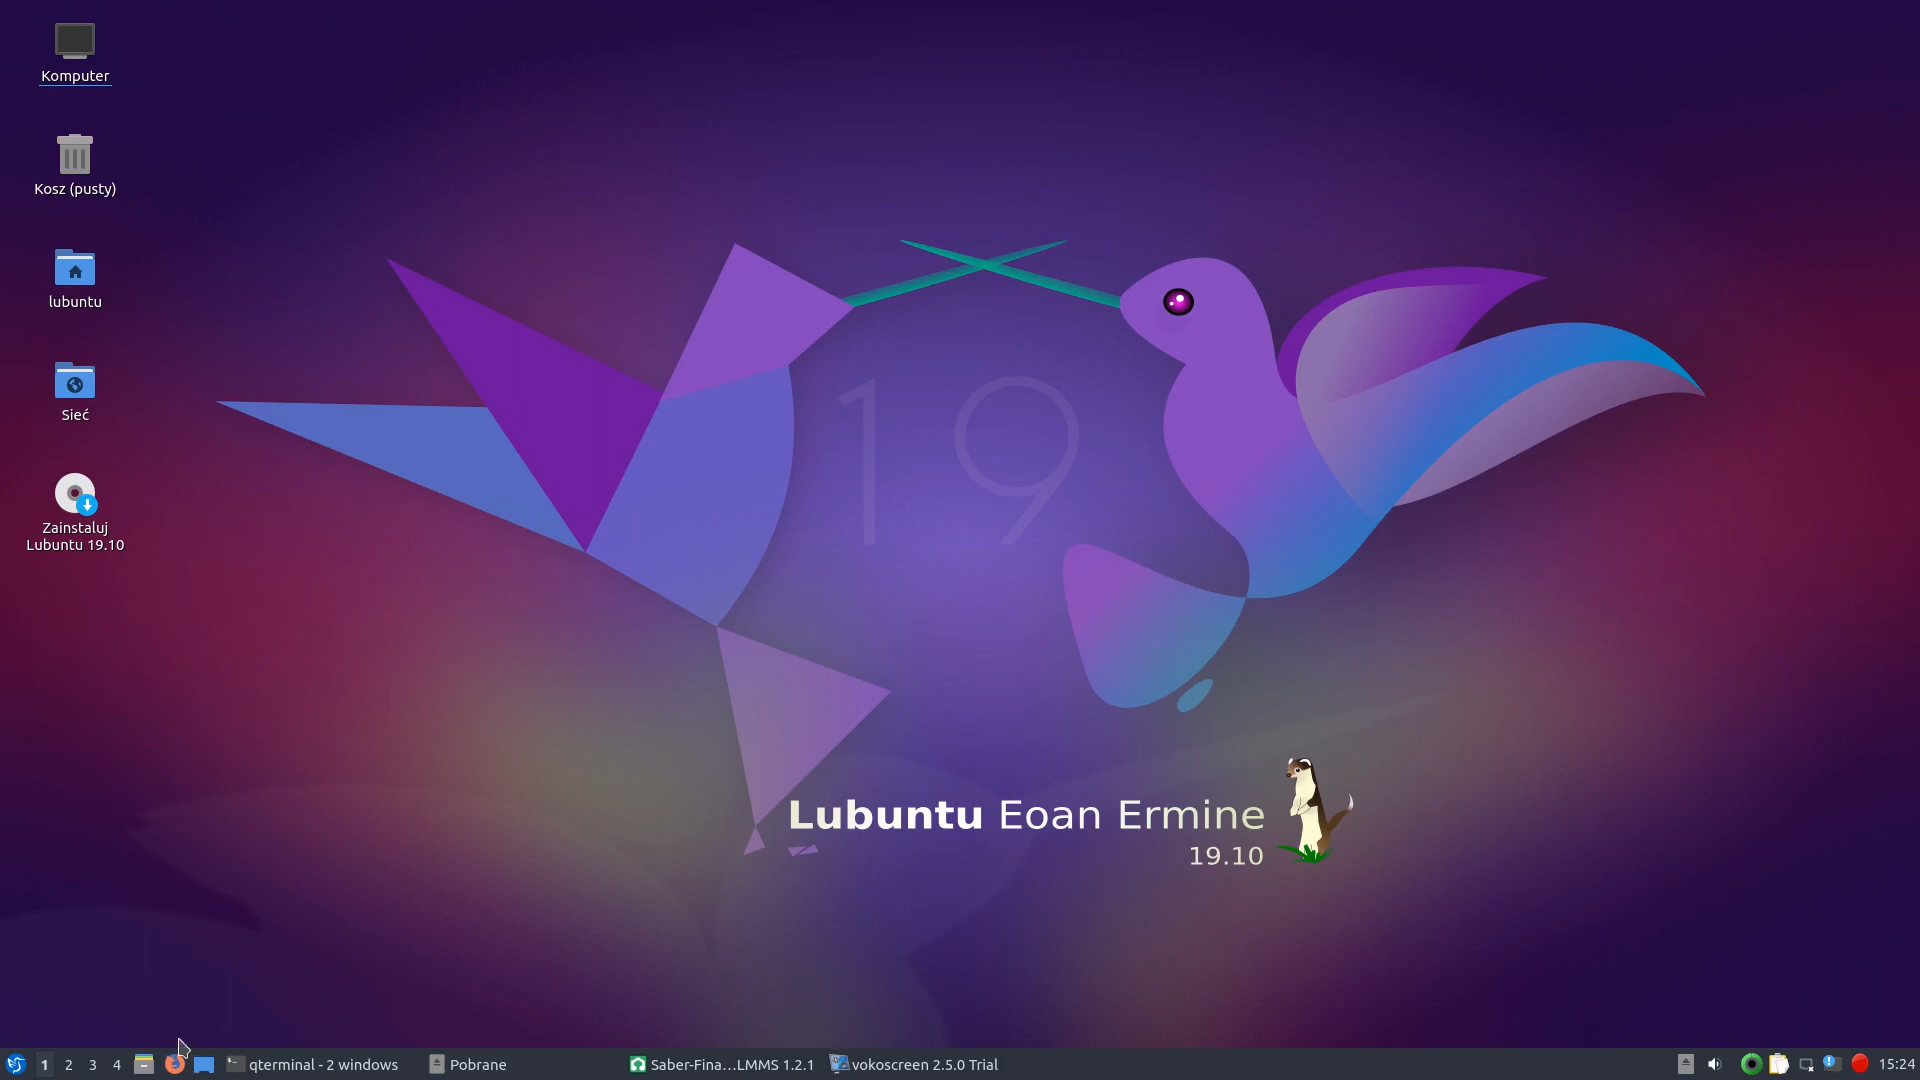 Komputer
Kosz (pusty)
lubuntu
Sieć
Zainstaluj
Lubuntu 19.10
19
Lubuntu Eoan Ermine
19.10
1 2 3 4 qterminal - 2 windows Pobrane Saber-Fina...LMMS 1.2.1 vokoscreen 2.5.0 Trial 15:24